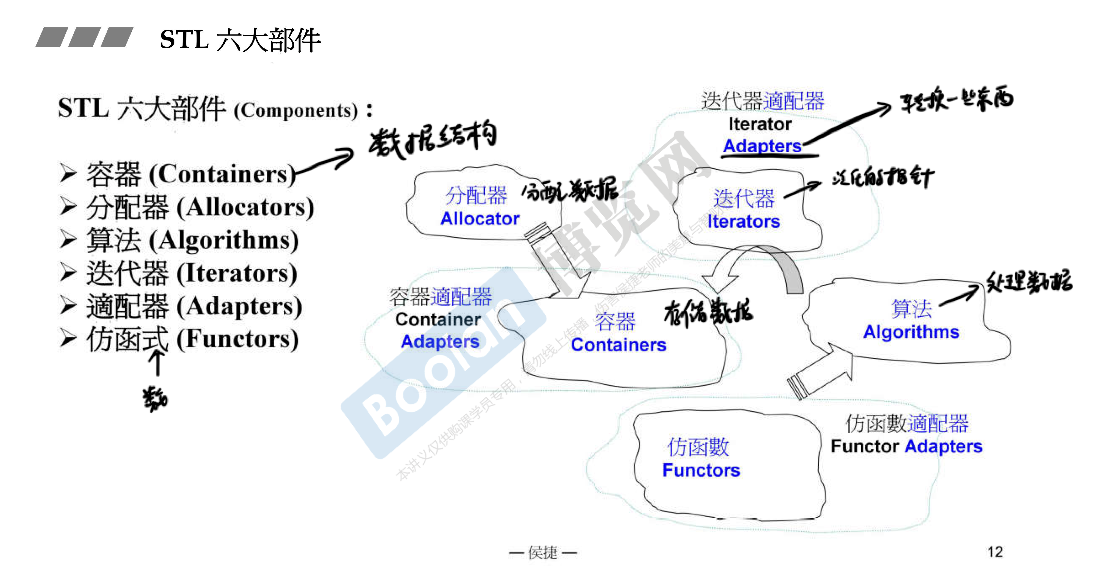 STL 六大部件
STL 六大部件 (Components) :
➢ 容器 (Containers)
➢ 分配器 (Allocators)
➢ 算法 (Algorithms)
➢ 迭代器 (Iterators)
➢ 適配器 (Adapters)
➢ 仿函式 (Functors)
数
数据结构
分配器
Allocator
分配数据
迭代器適配器
Iterator
Adapters
转换一些东西
迭代器
Iterators
泛化的指针
容器適配器
Container
Adapters
容器
Containers
存储数据
算法
Algorithms
处理数据
仿函數
Functors
仿函數適配器
Functor Adapters
Boolan 博览网
本讲义仅供购课学员专用，请勿线上传播
— 侯捷 —
12